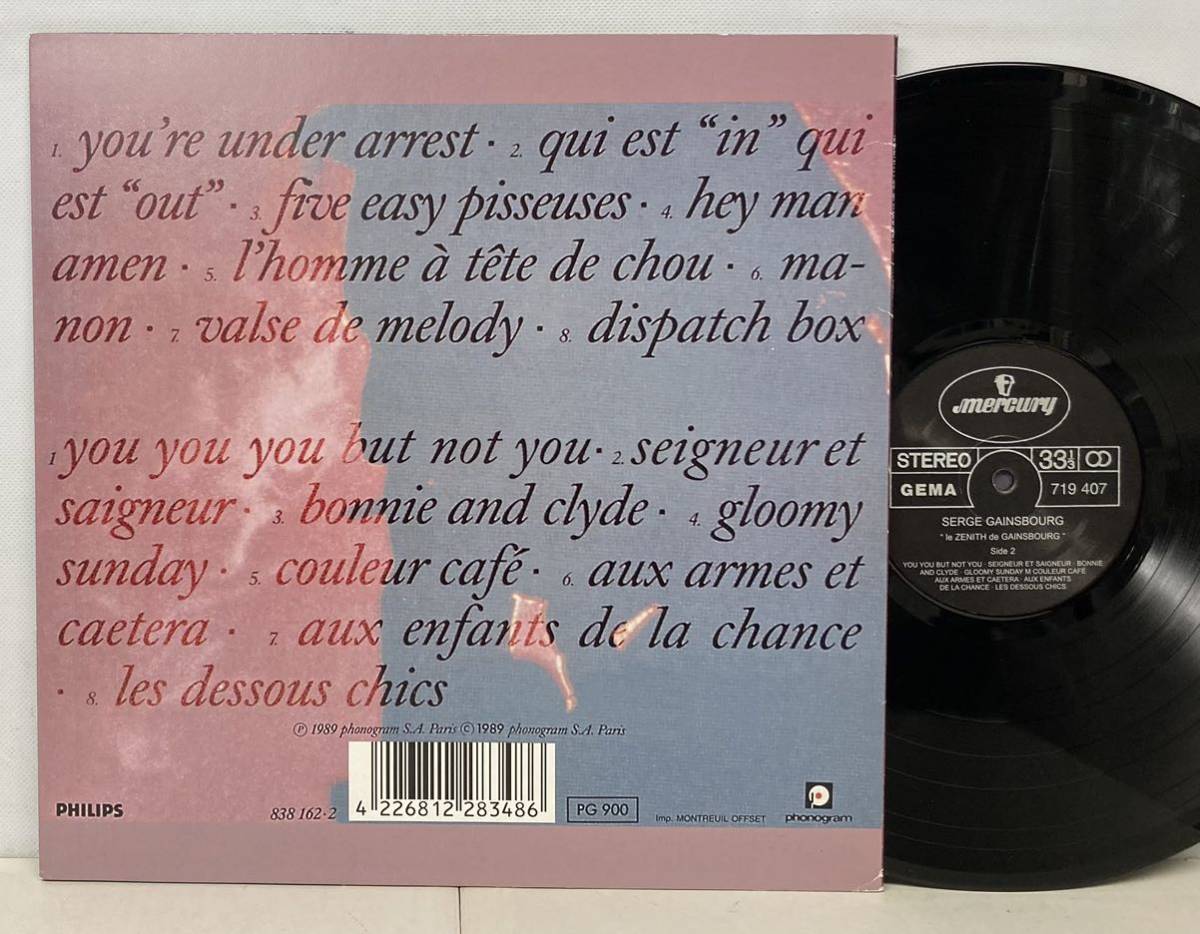 1. you're under arrest · 2. qui est “in” qui
est “out” · 3. five easy pisseuses · 4. hey man
amen · 5. l'homme à tête de chou · 6. ma-
non · 7. valse de melody · 8. dispatch box
1 you you you but not you · 2. seigneur et
saigneur · 3. bonnie and clyde · 4. gloomy
sunday · 5. couleur café · 6. aux armes et
caetera · 7. aux enfants de la chance
· 8. les dessous chics
℗ 1989 phonogram S.A. Paris © 1989 phonogram S.A. Paris
PHILIPS
838 162-2
4 226812 283486
PG 900
Imp. MONTREUIL OFFSET
phonogram
mercury
STEREO
33 1/3
GEMA
719 407
SERGE GAINSBOURG
" le ZENITH de GAINSBOURG "
Side 2
YOU YOU BUT NOT YOU · SEIGNEUR ET SAIGNEUR · BONNIE
AND CLYDE · GLOOMY SUNDAY M COULEUR CAFÉ
AUX ARMES ET CAETERA · AUX ENFANTS
DE LA CHANCE · LES DESSOUS CHICS